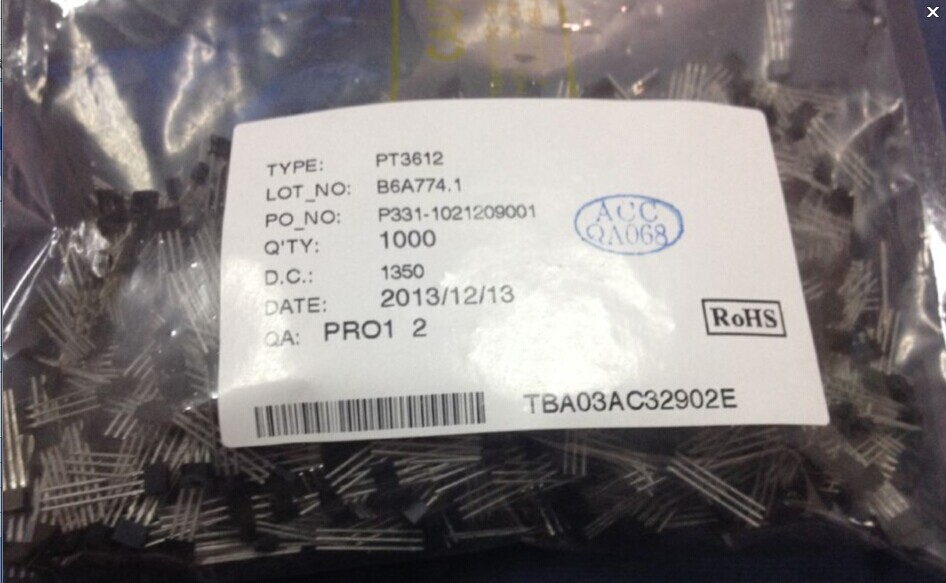 TYPE: PT3612
LOT_NO: B6A774.1
PO_NO: P331-1021209001
Q'TY: 1000
D.C.: 1350
DATE: 2013/12/13
QA: PRO1 2
ACC
QA068
RoHS
TBA03AC32902E